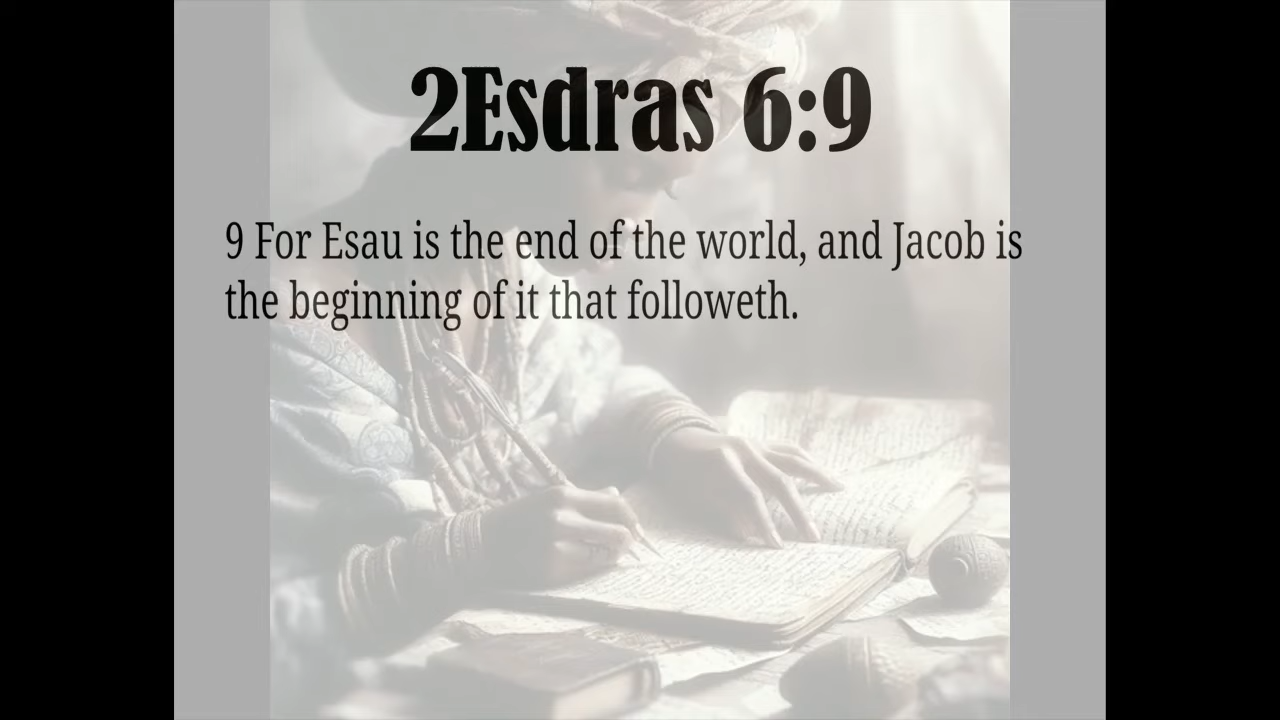 2Esdras 6:9
9 For Esau is the end of the world, and Jacob is
the beginning of it that followeth.